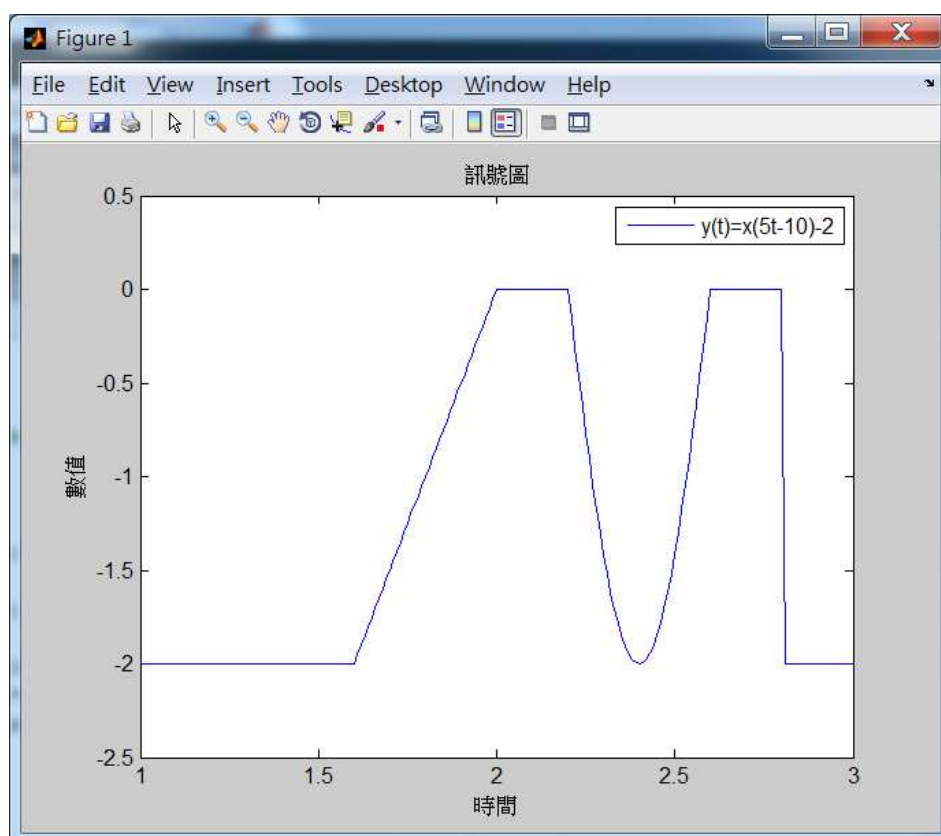 Figure 1
File Edit View Insert Tools Desktop Window Help
訊號圖
y(t)=x(5t-10)-2
0.5
0
-0.5
-1
-1.5
-2
-2.5
數值
1 1.5 2 2.5 3
時間